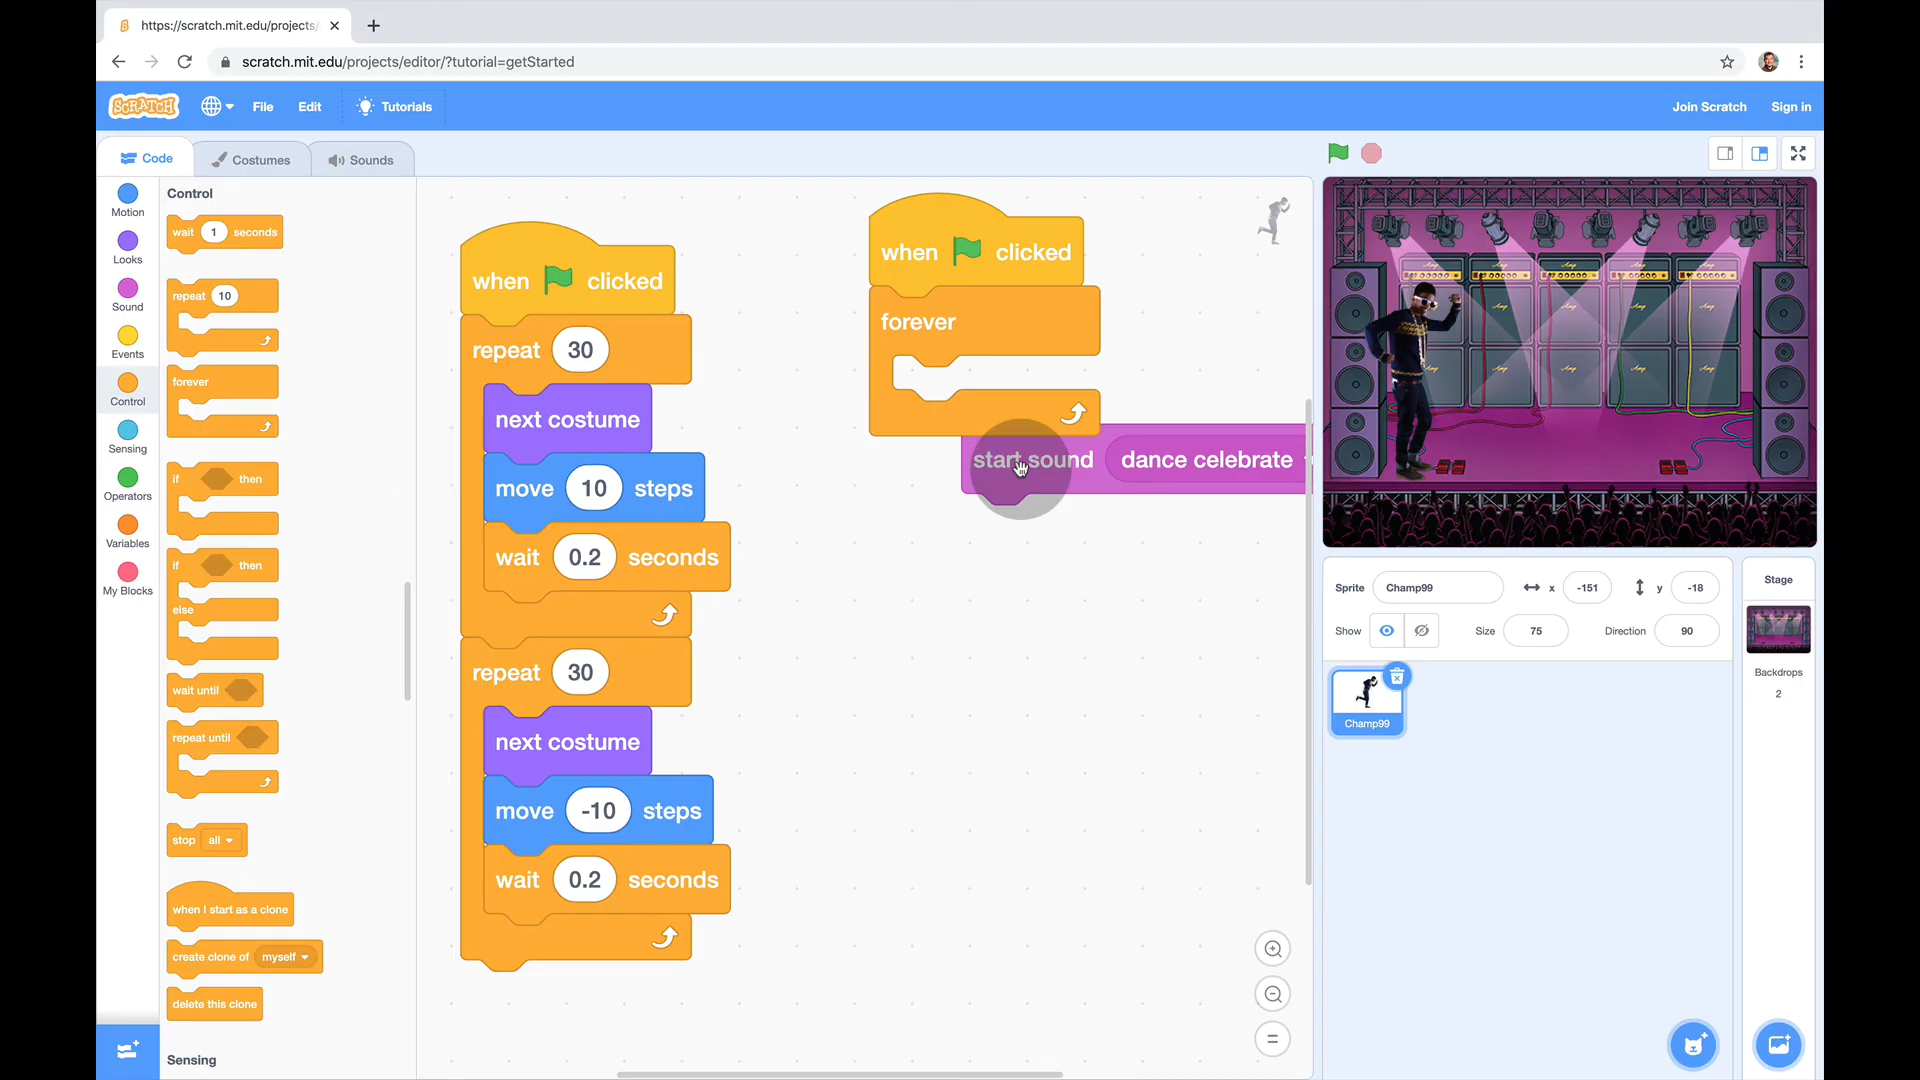 https://scratch.mit.edu/projects/
scratch.mit.edu/projects/editor/?tutorial=getStarted
SCRATCH
File
Edit
Tutorials
Join Scratch
Sign in
Code
Costumes
Sounds
Motion
Looks
Sound
Events
Control
Sensing
Operators
Variables
My Blocks
Control
wait 1 seconds
repeat 10
forever
if then
if then
else
wait until
repeat until
stop all
when I start as a clone
create clone of myself
delete this clone
Sensing
when clicked
repeat 30
next costume
move 10 steps
wait 0.2 seconds
repeat 30
next costume
move -10 steps
wait 0.2 seconds
when clicked
forever
start sound dance celebrate
Amp
Amp
Amp
Amp
Amp
Sprite Champ99 x -151 y -18
Show Size 75 Direction 90
Champ99
Stage
Backdrops
2